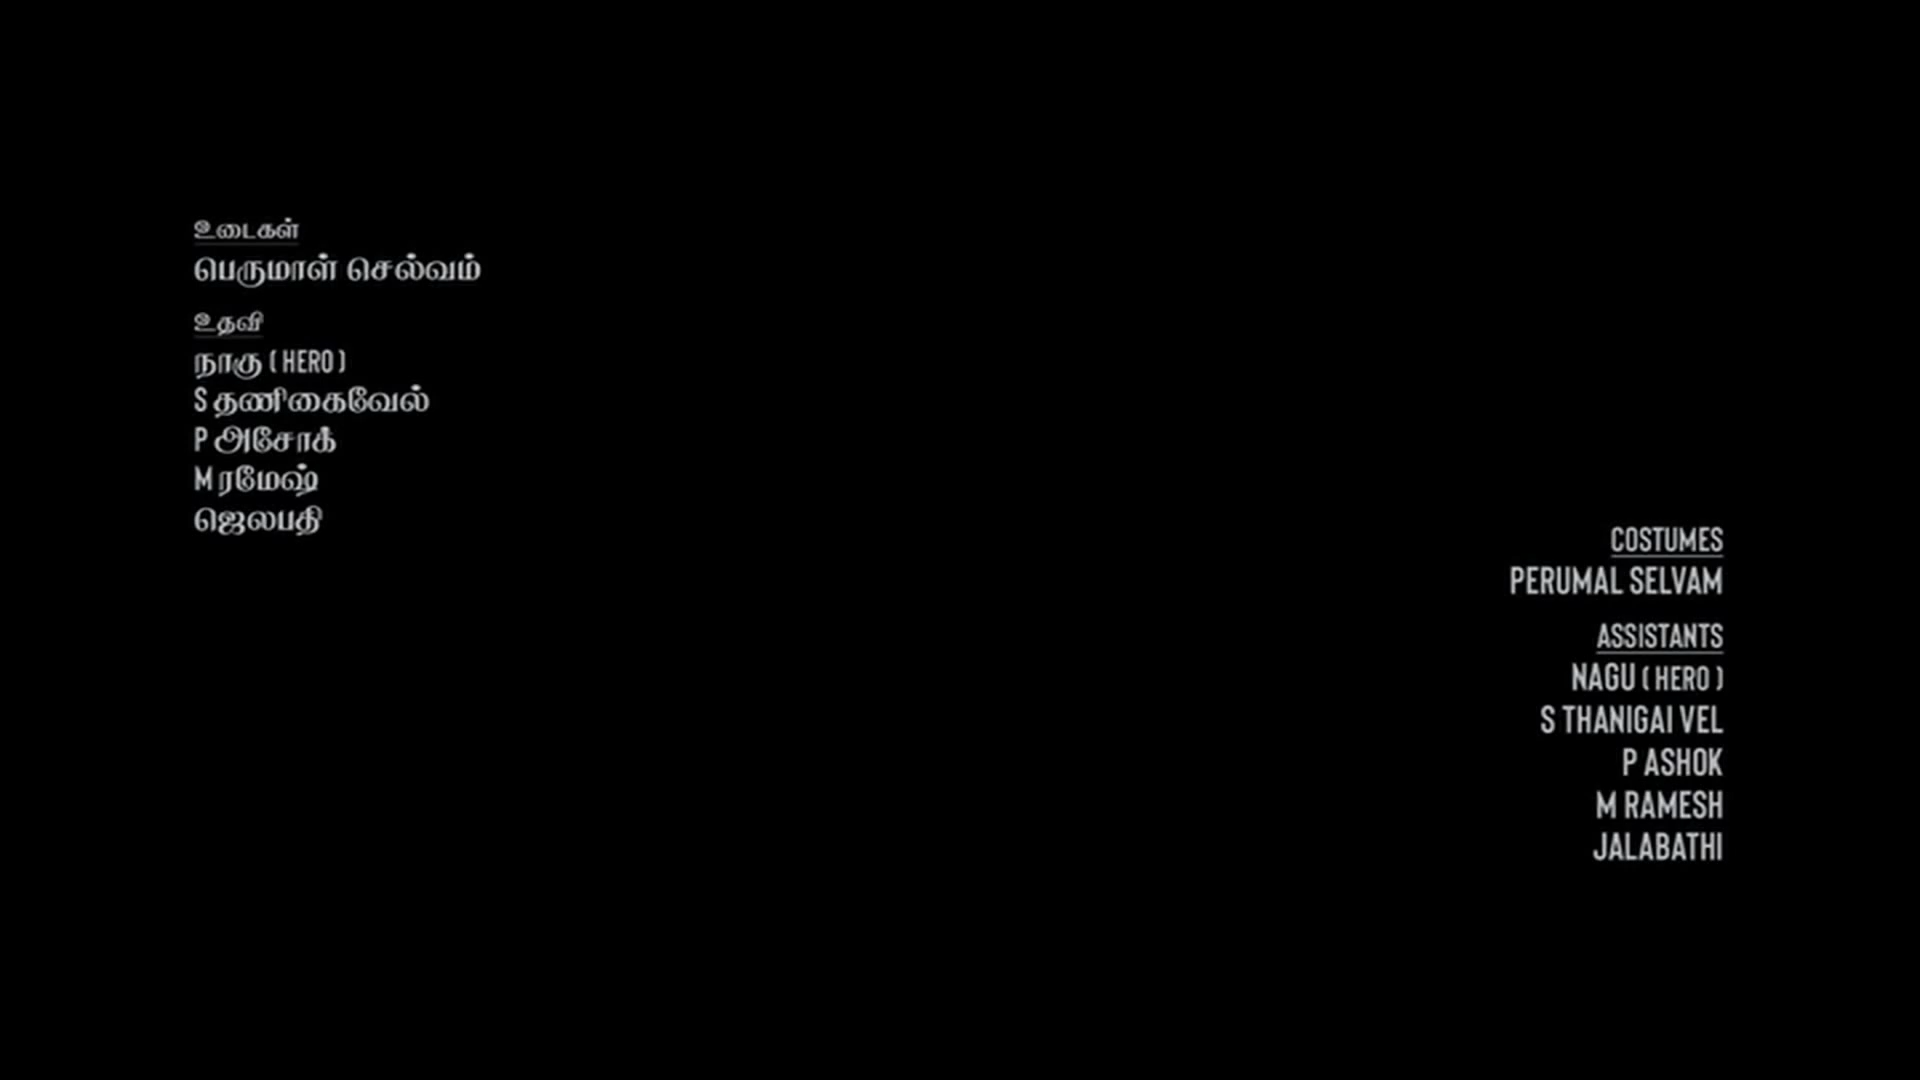 உடைகள்
பெருமாள் செல்வம்
உதவி
நாகு ( HERO )
S தணிகைவேல்
P அசோக்
M ரமேஷ்
ஜெலபதி
COSTUMES
PERUMAL SELVAM
ASSISTANTS
NAGU ( HERO )
S THANIGAI VEL
P ASHOK
M RAMESH
JALABATHI